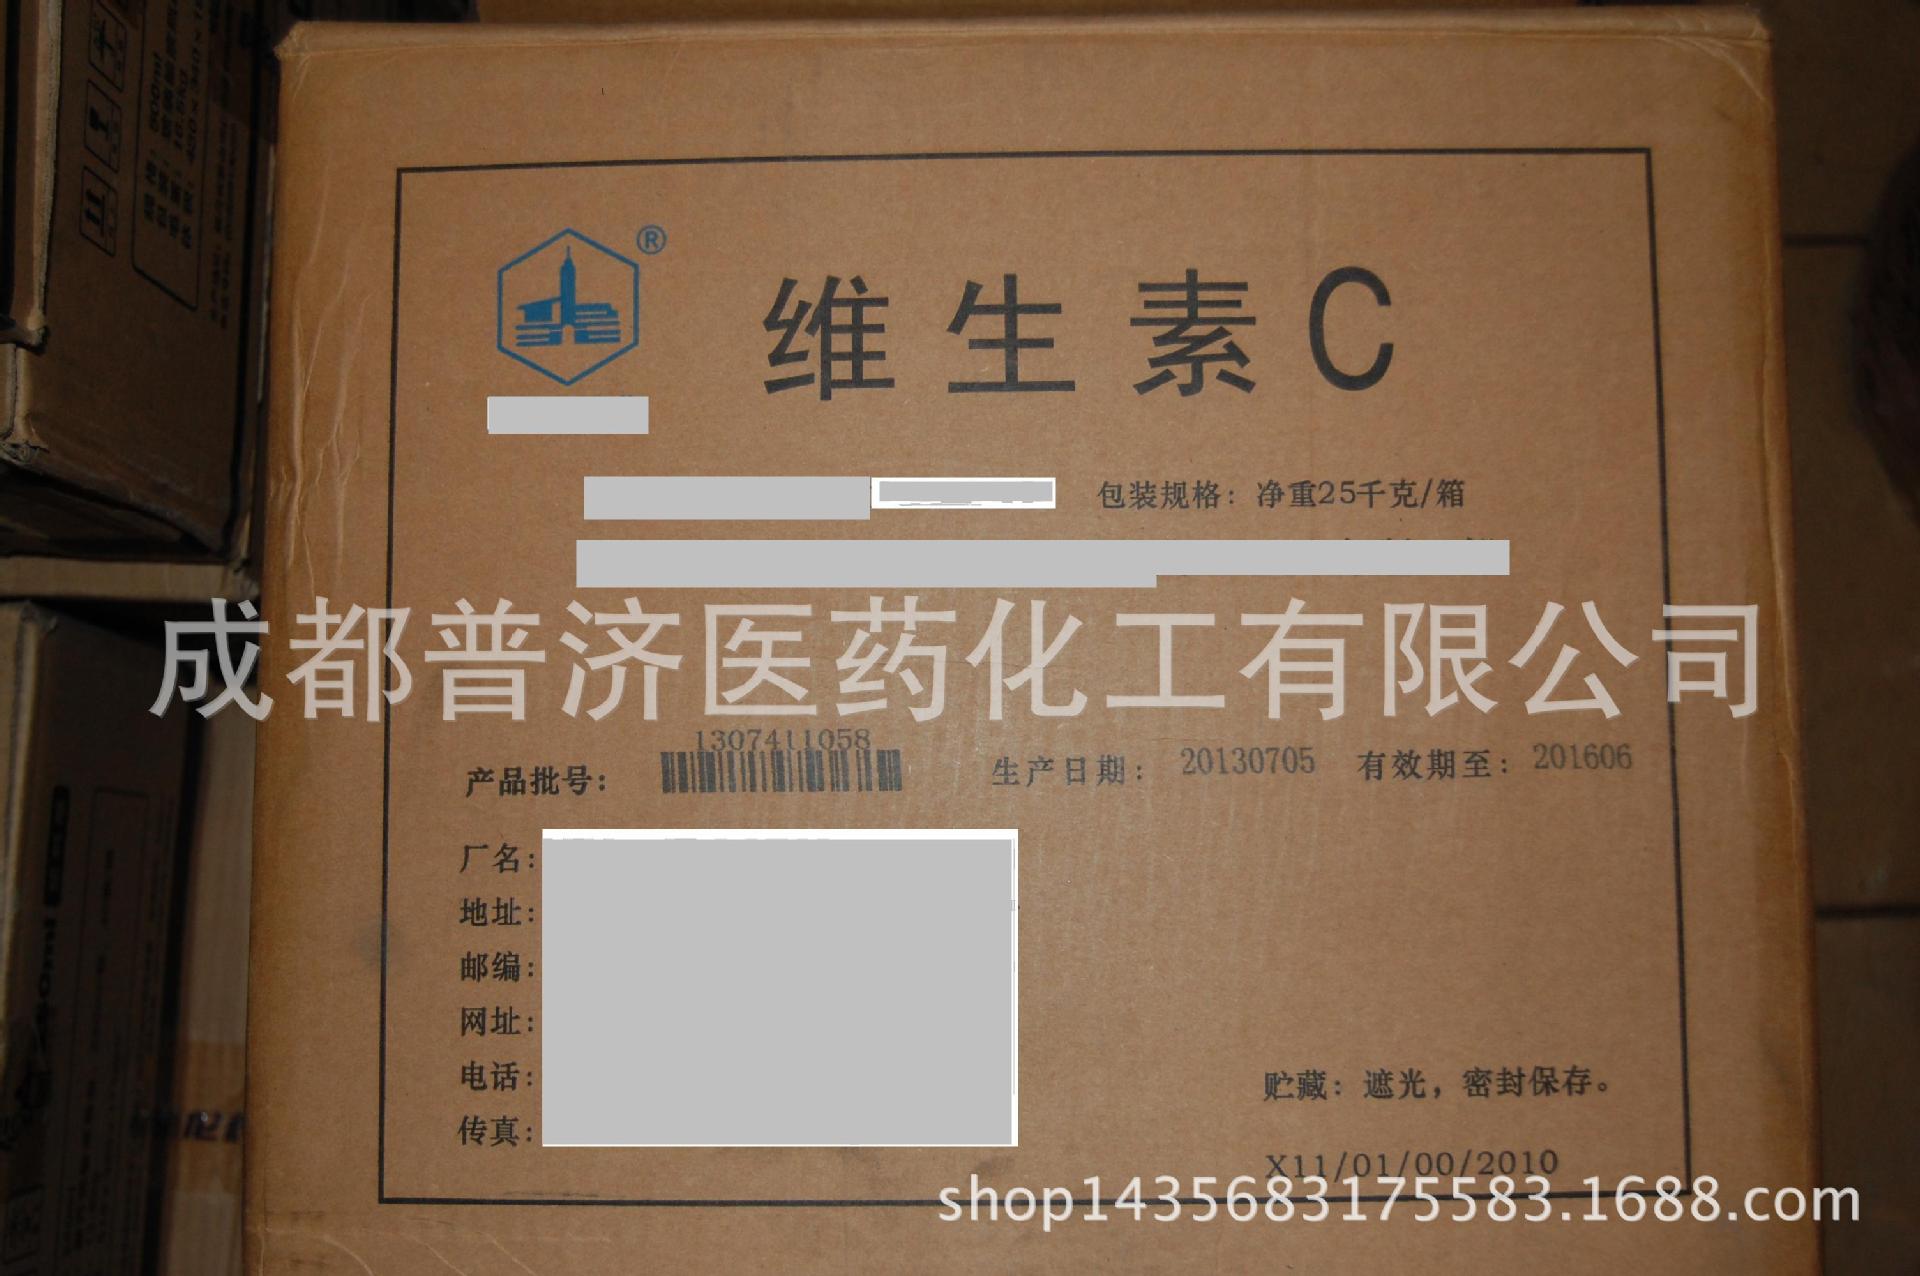 ®
维生素C
包装规格：净重25千克/箱
成都普济医药化工有限公司
1307411058
产品批号：
生产日期：20130705 有效期至：201606
厂名：
地址：
邮编：
网址：
电话：
传真：
贮藏：遮光，密封保存。
X11/01/00/2010
shop1435683175583.1688.com
500ml
240ml